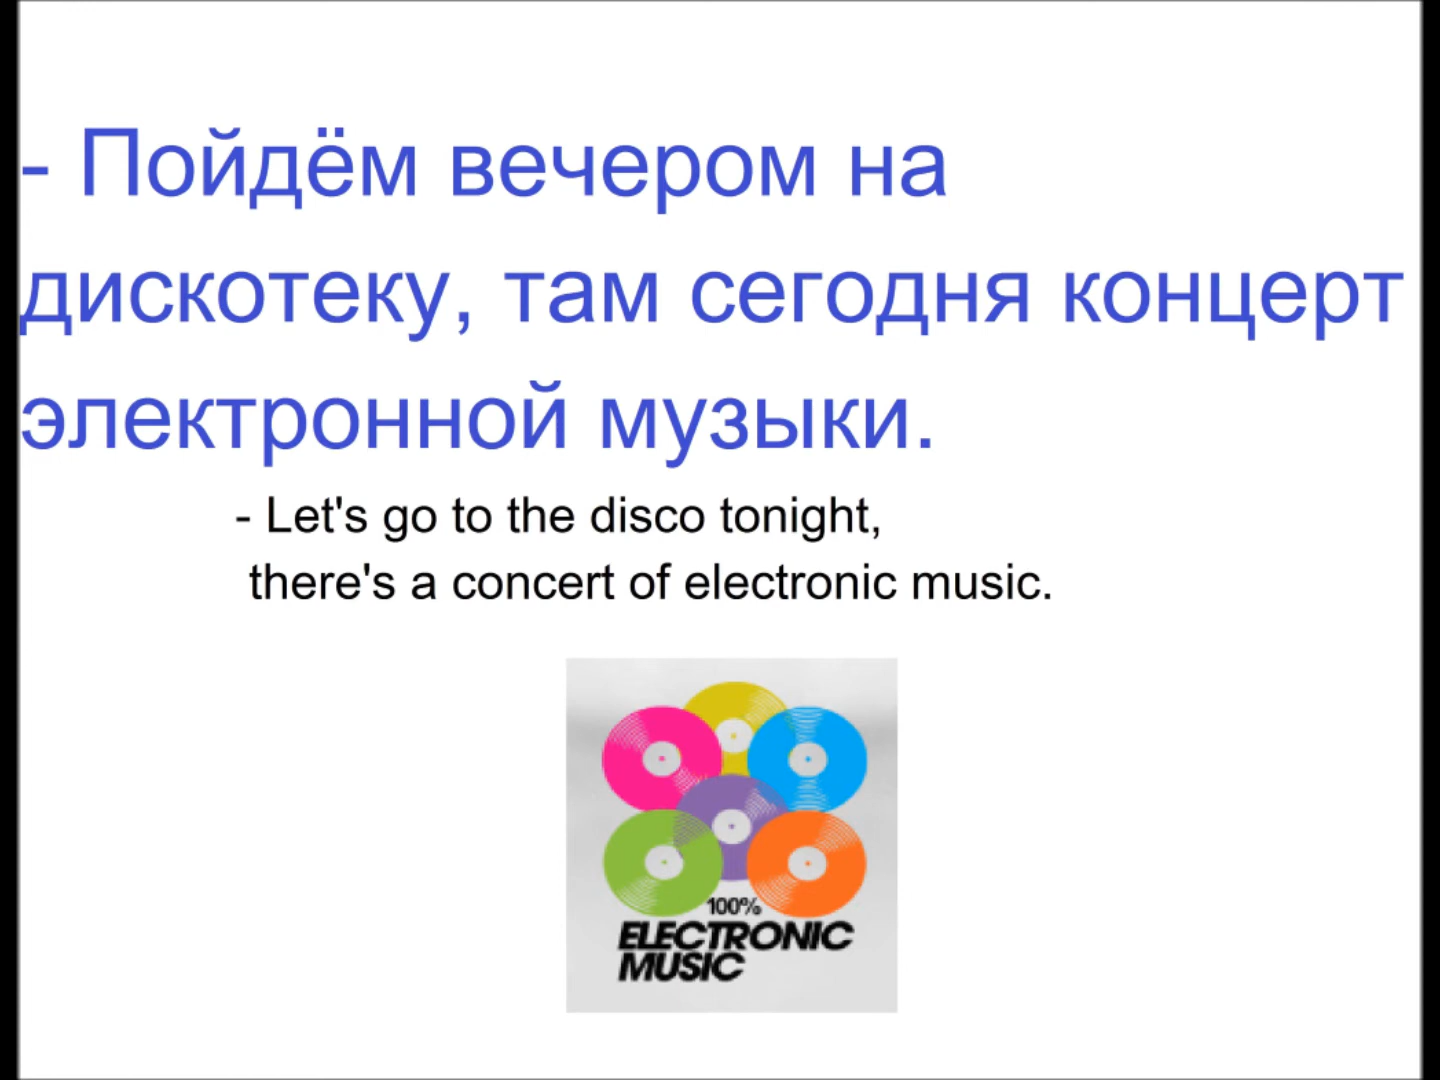 - Пойдём вечером на
дискотеку, там сегодня концерт
электронной музыки.
- Let's go to the disco tonight,
there's a concert of electronic music.
100%
ELECTRONIC
MUSIC